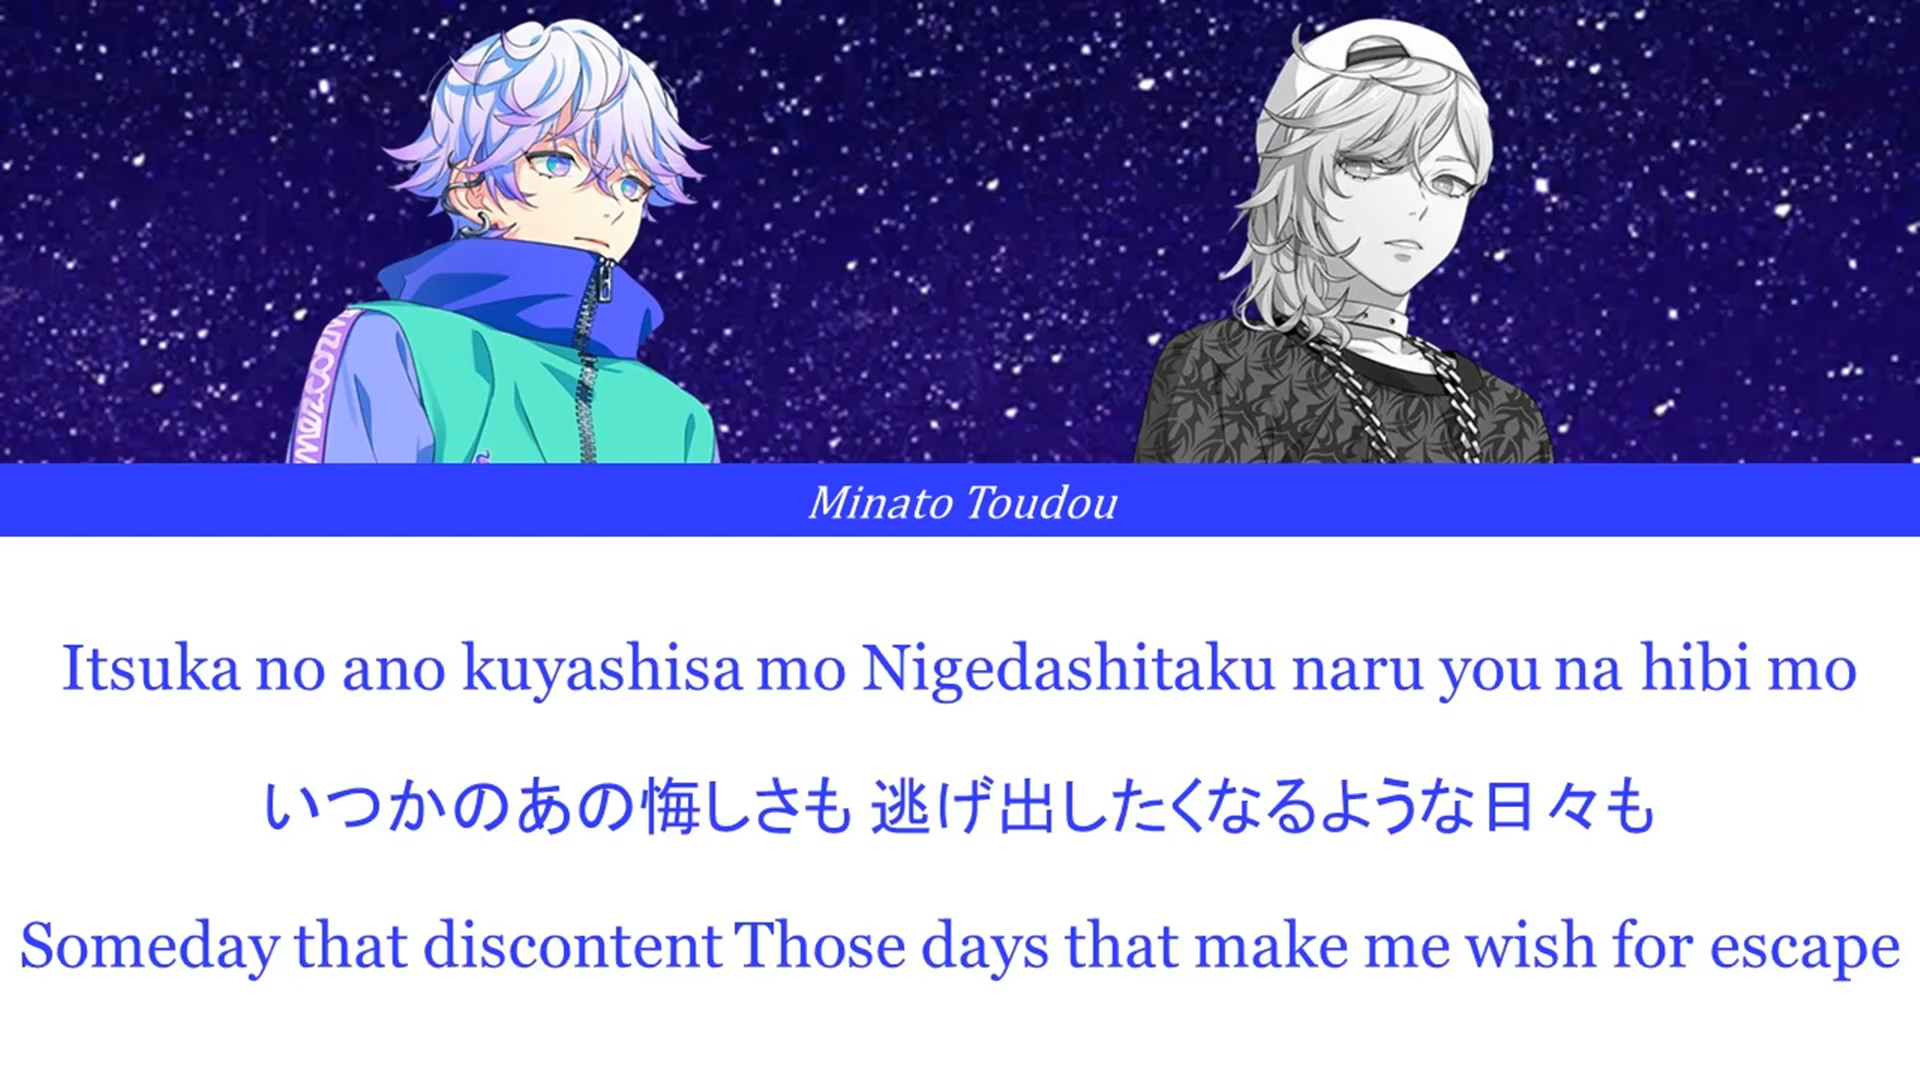 Minato Toudou
Itsuka no ano kuyashisa mo Nigedashitaku naru you na hibi mo
いつかのあの悔しさも 逃げ出したくなるような日々も
Someday that discontent Those days that make me wish for escape